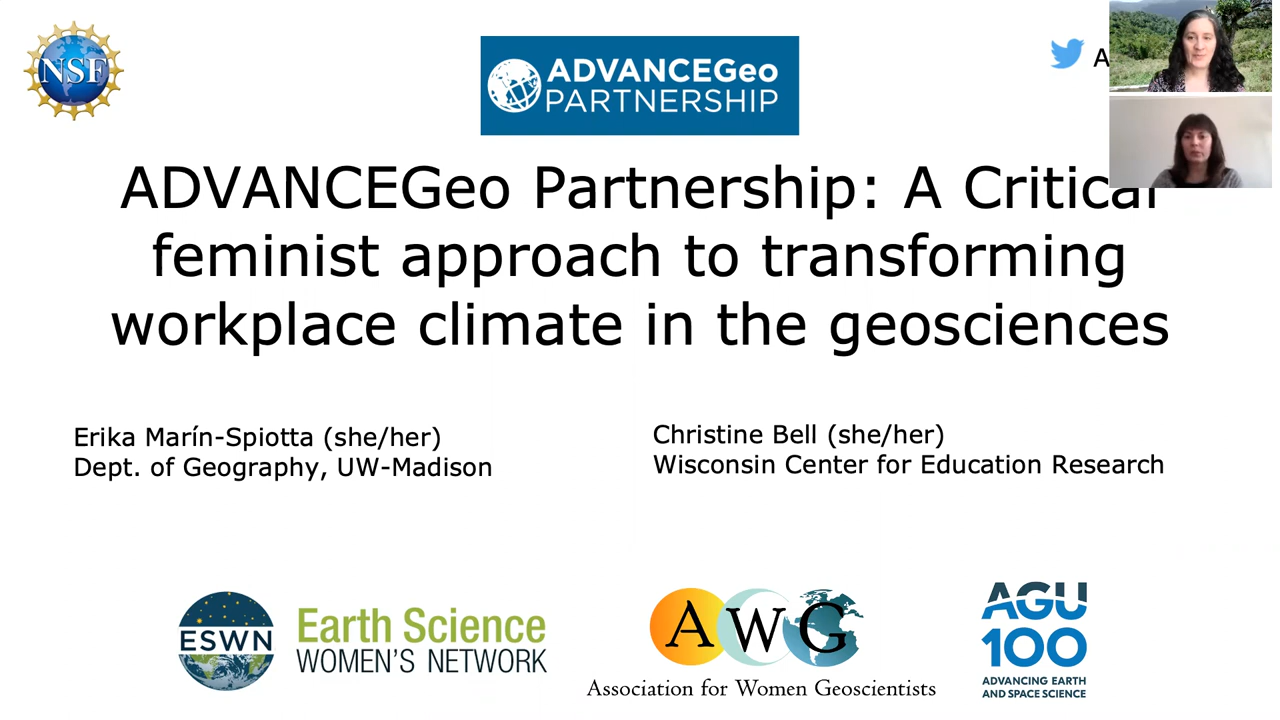 NSF
ADVANCEGeo
PARTNERSHIP
A
ADVANCEGeo Partnership: A Critical
feminist approach to transforming
workplace climate in the geosciences
Erika Marín-Spiotta (she/her)
Dept. of Geography, UW-Madison
Christine Bell (she/her)
Wisconsin Center for Education Research
ESWN
Earth Science
WOMEN'S NETWORK
AWG
Association for Women Geoscientists
AGU
100
ADVANCING EARTH
AND SPACE SCIENCE